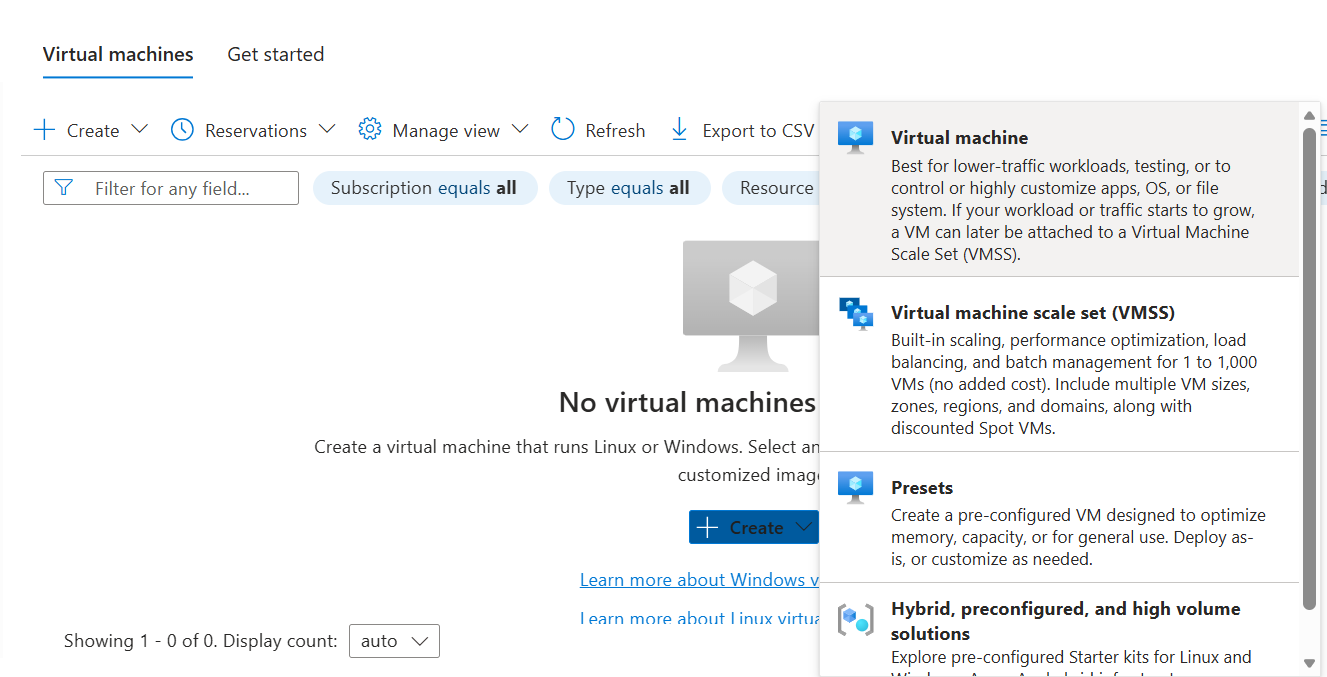 Virtual machines Get started
Create Reservations Manage view Refresh Export to CSV
Filter for any field... Subscription equals all Type equals all Resource
No virtual machines
Create a virtual machine that runs Linux or Windows. Select an
customized image
Create
Learn more about Windows v
Learn more about Linux virtua
Showing 1 - 0 of 0. Display count: auto
Virtual machine
Best for lower-traffic workloads, testing, or to
control or highly customize apps, OS, or file
system. If your workload or traffic starts to grow,
a VM can later be attached to a Virtual Machine
Scale Set (VMSS).
Virtual machine scale set (VMSS)
Built-in scaling, performance optimization, load
balancing, and batch management for 1 to 1,000
VMs (no added cost). Include multiple VM sizes,
zones, regions, and domains, along with
discounted Spot VMs.
Presets
Create a pre-configured VM designed to optimize
memory, capacity, or for general use. Deploy as-
is, or customize as needed.
Hybrid, preconfigured, and high volume
solutions
Explore pre-configured Starter kits for Linux and